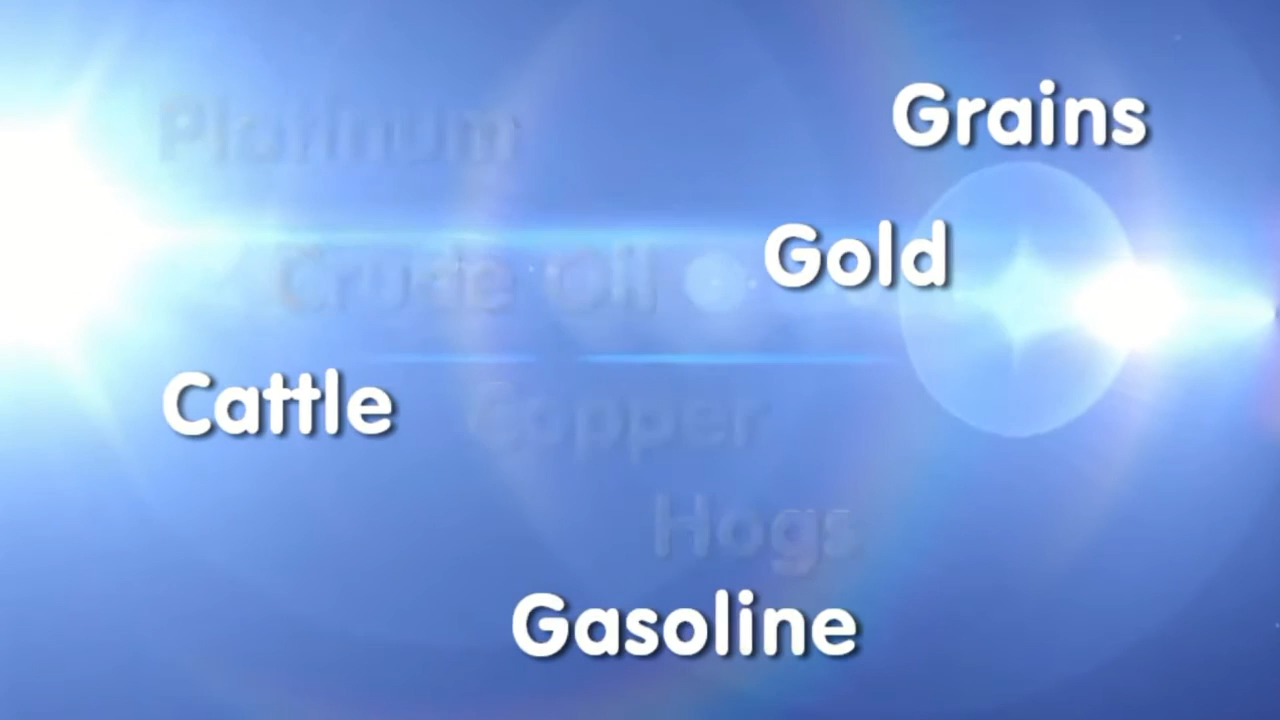 Grains
Platinum
Gold
Crude Oil
Cattle
Copper
Hogs
Gasoline